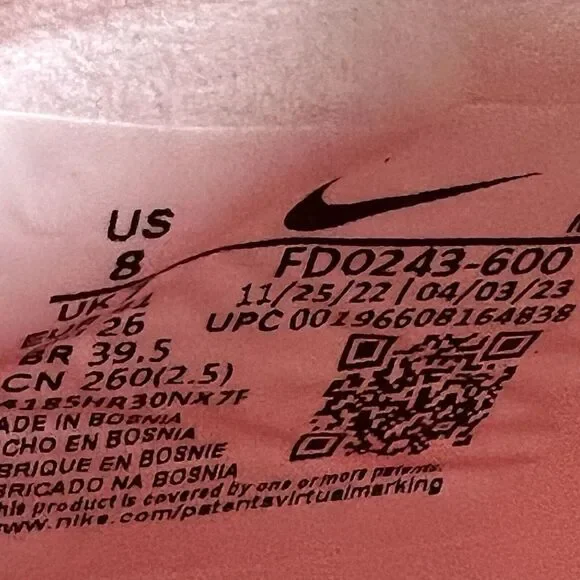 US
8
UK
EUR
26
BR 39.5
CN 260(2.5)
FD0243-600
11/25/22 | 04/03/23
UPC 00196608164838
ADE IN BOSNIA
CHO EN BOSNIA
BRIQUE EN BOSNIE
BRICADO NA BOSNIA
his product is covered by one or more patents.
www.nike.com/patentsvirtualmarking